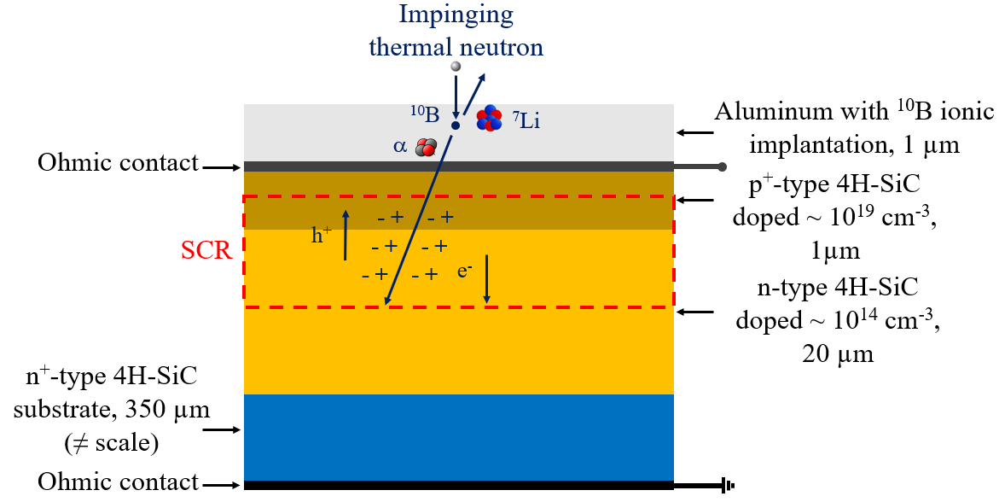 Impinging
thermal neutron
¹⁰B
⁷Li
α
Aluminum with ¹⁰B ionic
implantation, 1 µm
Ohmic contact
p⁺-type 4H-SiC
doped ~ 10¹⁹ cm⁻³,
1µm
h⁺
- + - +
- + - +
- + - +
e⁻
SCR
n-type 4H-SiC
doped ~ 10¹⁴ cm⁻³,
20 µm
n⁺-type 4H-SiC
substrate, 350 µm
(≠ scale)
Ohmic contact